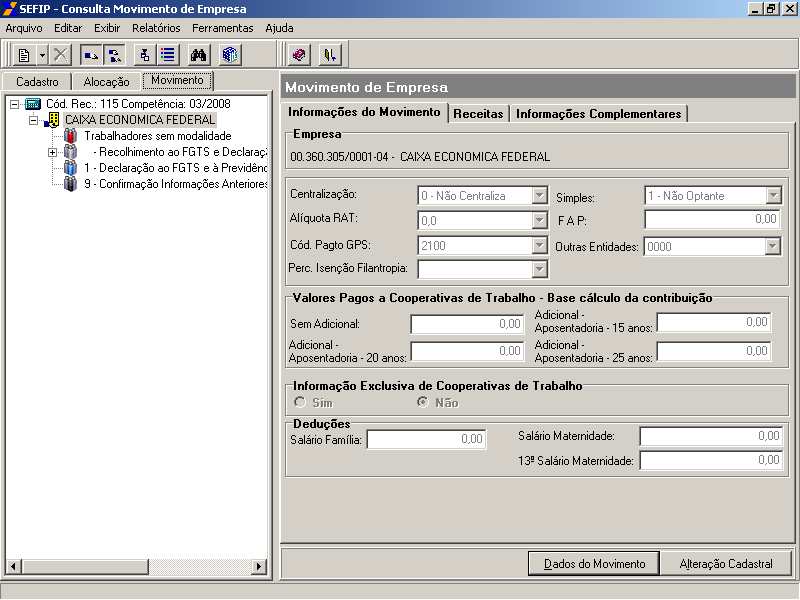 SEFIP - Consulta Movimento de Empresa
Arquivo Editar Exibir Relatórios Ferramentas Ajuda
Cadastro Alocação Movimento
Cód. Rec.: 115 Competência: 03/2008
CAIXA ECONOMICA FEDERAL
Trabalhadores sem modalidade
- Recolhimento ao FGTS e Declaraç
1 - Declaração ao FGTS e à Previdênc
9 - Confirmação Informações Anteriores
Movimento de Empresa
Informações do Movimento Receitas Informações Complementares
Empresa
00.360.305/0001-04 - CAIXA ECONOMICA FEDERAL
Centralização: 0 - Não Centraliza Simples: 1 - Não Optante
Alíquota RAT: 0,0 F A P: 0,00
Cód. Pagto GPS: 2100 Outras Entidades: 0000
Perc. Isenção Filantropia:
Valores Pagos a Cooperativas de Trabalho - Base cálculo da contribuição
Sem Adicional: 0,00 Adicional -
Aposentadoria - 15 anos: 0,00
Adicional -
Aposentadoria - 20 anos: 0,00 Adicional -
Aposentadoria - 25 anos: 0,00
Informação Exclusiva de Cooperativas de Trabalho
Sim Não
Deduções
Salário Família: 0,00 Salário Maternidade: 0,00
13º Salário Maternidade: 0,00
Dados do Movimento Alteração Cadastral